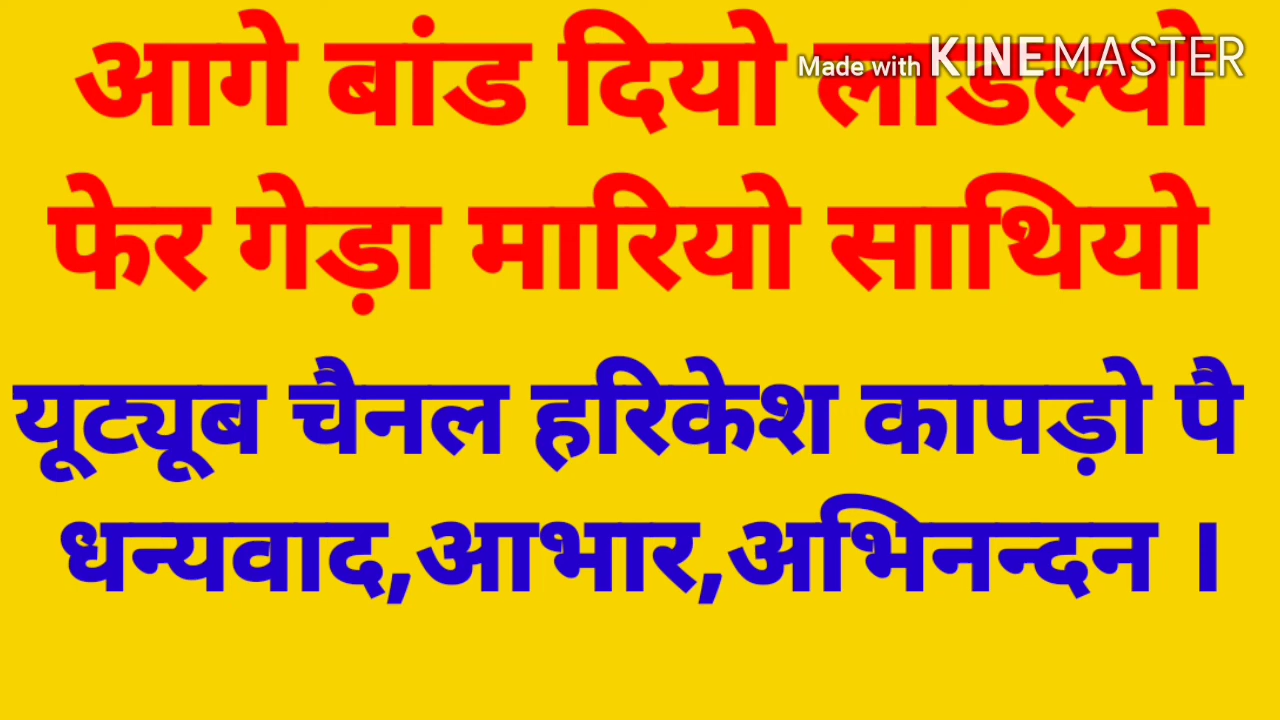 आगे बांड दियो लाडल्यो
Made with KINEMASTER
फेर गेड़ा मारियो साथियो
यूट्यूब चैनल हरिकेश कापड़ो पै
धन्यवाद,आभार,अभिनन्दन ।